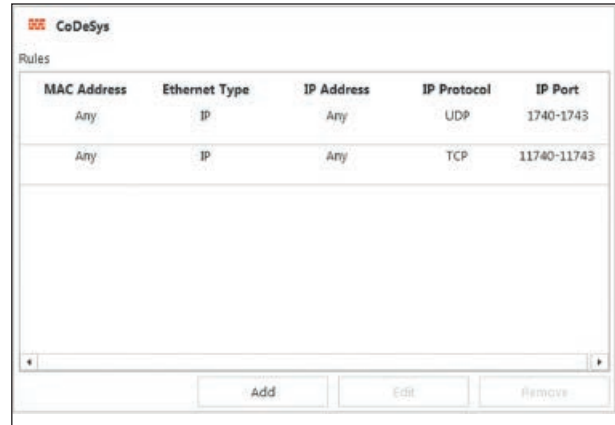 CoDeSys
Rules
MAC Address Ethernet Type IP Address IP Protocol IP Port
Any IP Any UDP 1740-1743
Any IP Any TCP 11740-11743
Add Edit Remove